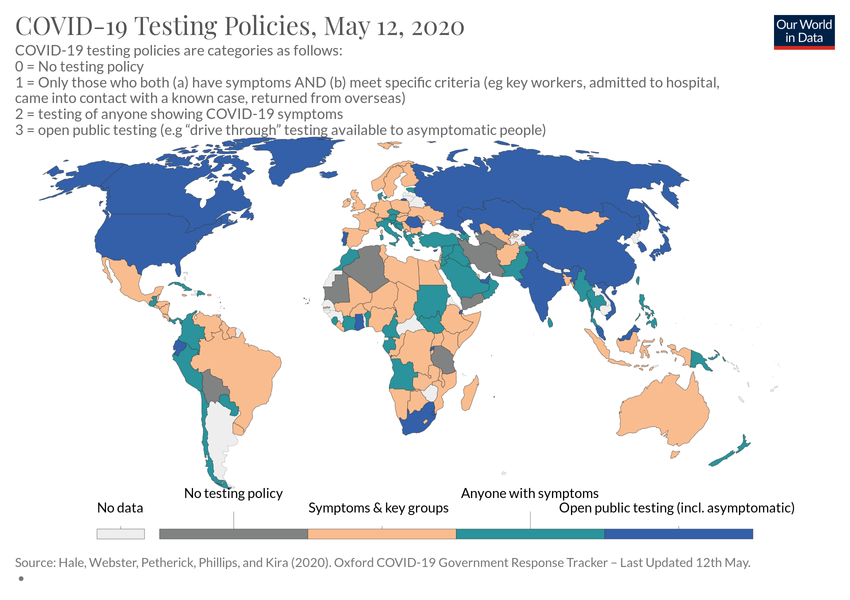 COVID-19 Testing Policies, May 12, 2020
Our World
in Data
COVID-19 testing policies are categories as follows:
0 = No testing policy
1 = Only those who both (a) have symptoms AND (b) meet specific criteria (eg key workers, admitted to hospital,
came into contact with a known case, returned from overseas)
2 = testing of anyone showing COVID-19 symptoms
3 = open public testing (e.g “drive through” testing available to asymptomatic people)
No data
No testing policy
Symptoms & key groups
Anyone with symptoms
Open public testing (incl. asymptomatic)
Source: Hale, Webster, Petherick, Phillips, and Kira (2020). Oxford COVID-19 Government Response Tracker – Last Updated 12th May.